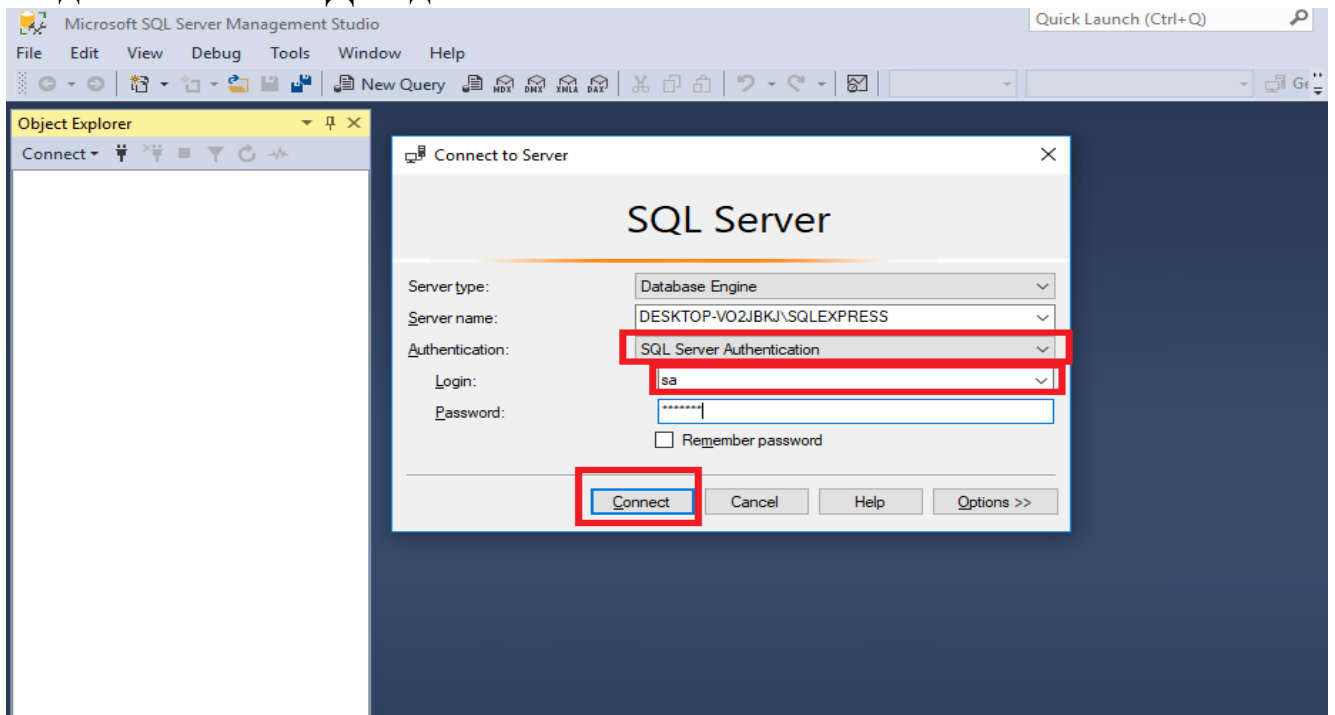 Microsoft SQL Server Management Studio
Quick Launch (Ctrl+Q)
File Edit View Debug Tools Window Help
New Query MDX DMX XMLA DAX
Object Explorer
Connect
Connect to Server
SQL Server
Server type: Database Engine
Server name: DESKTOP-VO2JBKJ\SQLEXPRESS
Authentication: SQL Server Authentication
Login: sa
Password: *******
Remember password
Connect Cancel Help Options >>